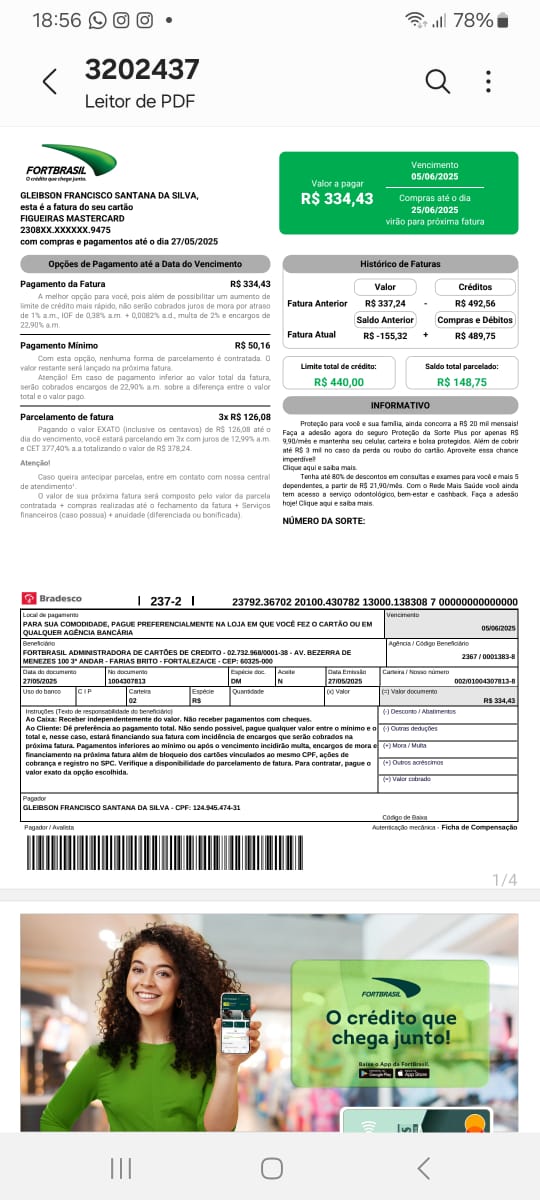 18:56
78%
3202437
Leitor de PDF
FORTBRASIL
O crédito que chega junto.
GLEIBSON FRANCISCO SANTANA DA SILVA,
esta é a fatura do seu cartão
FIGUEIRAS MASTERCARD
2308XX.XXXXXX.9475
com compras e pagamentos até o dia 27/05/2025
Valor a pagar
R$ 334,43
Vencimento
05/06/2025
Compras até o dia
25/06/2025
virão para próxima fatura
Opções de Pagamento até a Data do Vencimento
Pagamento da Fatura R$ 334,43
A melhor opção para você, pois além de possibilitar um aumento de
limite de crédito mais rápido, não serão cobrados juros de mora por atraso
de 1% a.m., IOF de 0,38% a.m + 0,0082% a.d., multa de 2% e encargos de
22,90% a.m.
Pagamento Mínimo R$ 50,16
Com esta opção, nenhuma forma de parcelamento é contratada. O
valor restante será lançado na próxima fatura.
Atenção! Em caso de pagamento inferior ao valor total da fatura,
serão cobrados encargos de 22,90% a.m. sobre a diferença entre o valor
total e o valor pago.
Parcelamento de fatura 3x R$ 126,08
Pagando o valor EXATO (inclusive os centavos) de R$ 126,08 até o
dia do vencimento, você estará parcelando em 3x com juros de 12,99% a.m.
e CET 377,40% a.a totalizando o valor de R$ 378,24.
Atenção!
Caso queira antecipar parcelas, entre em contato com nossa central
de atendimento¹.
O valor de sua próxima fatura será composto pelo valor da parcela
contratada + compras realizadas até o fechamento da fatura + Serviços
financeiros (caso possua) + anuidade (diferenciada ou bonificada).
Histórico de Faturas
Valor Créditos
Fatura Anterior R$ 337,24 - R$ 492,56
Saldo Anterior Compras e Débitos
Fatura Atual R$ -155,32 + R$ 489,75
Limite total de crédito:
R$ 440,00
Saldo total parcelado:
R$ 148,75
INFORMATIVO
Proteção para você e sua família, ainda concorra a R$ 20 mil mensais!
Faça a adesão agora do seguro Proteção da Sorte Plus por apenas R$
9,90/mês e mantenha seu celular, carteira e bolsa protegidos. Além de cobrir
até R$ 3 mil no caso da perda ou roubo do cartão. Aproveite essa chance
imperdível!
Clique aqui e saiba mais.
Tenha até 80% de descontos em consultas e exames para você e mais 5
dependentes, a partir de R$ 21,90/mês. Com o Rede Mais Saúde você ainda
tem acesso a serviço odontológico, bem-estar e cashback. Faça a adesão
hoje! Clique aqui e saiba mais.
NÚMERO DA SORTE:
Bradesco | 237-2 | 23792.36702 20100.430782 13000.138308 7 00000000000000
Local de pagamento
PARA SUA COMODIDADE, PAGUE PREFERENCIALMENTE NA LOJA EM QUE VOCÊ FEZ O CARTÃO OU EM
QUALQUER AGÊNCIA BANCÁRIA
Vencimento
05/06/2025
Beneficiário
FORTBRASIL ADMINISTRADORA DE CARTÕES DE CREDITO - 02.732.968/0001-38 - AV. BEZERRA DE
MENEZES 100 3º ANDAR - FARIAS BRITO - FORTALEZA/CE - CEP: 60325-000
Agência / Código Beneficiário
2367 / 0001383-8
Data do documento No documento Espécie doc. Aceite Data Emissão Carteira / Nosso número
27/05/2025 1004307813 DM N 27/05/2025 002/01004307813-8
Uso do banco C I P Carteira Espécie Quantidade (x) Valor (=) Valor documento
02 R$ R$ 334,43
Instruções (Texto de responsabilidade do beneficiário)
Ao Caixa: Receber independentemente do valor. Não receber pagamentos com cheques.
Ao Cliente: Dê preferência ao pagamento total. Não sendo possível, pague qualquer valor entre o mínimo e o
total e, nesse caso, estará financiando sua fatura com incidência de encargos que serão cobrados na
próxima fatura. Pagamentos inferiores ao mínimo ou após o vencimento incidirão multa, encargos de mora e
financiamento na próxima fatura além de bloqueio dos cartões vinculados ao mesmo CPF, ações de
cobrança e registro no SPC. Verifique a disponibilidade do parcelamento de fatura. Para contratar, pague o
valor exato da opção escolhida.
(-) Desconto / Abatimentos
(-) Outras deduções
(+) Mora / Multa
(+) Outros acréscimos
(=) Valor cobrado
Pagador
GLEIBSON FRANCISCO SANTANA DA SILVA - CPF: 124.945.474-31
Código de Baixa
Pagador / Avalista Autenticação mecânica - Ficha de Compensação
1/4
FORTBRASIL
O crédito que
chega junto!
Baixe o App da FortBrasil.
Google Play
App Store